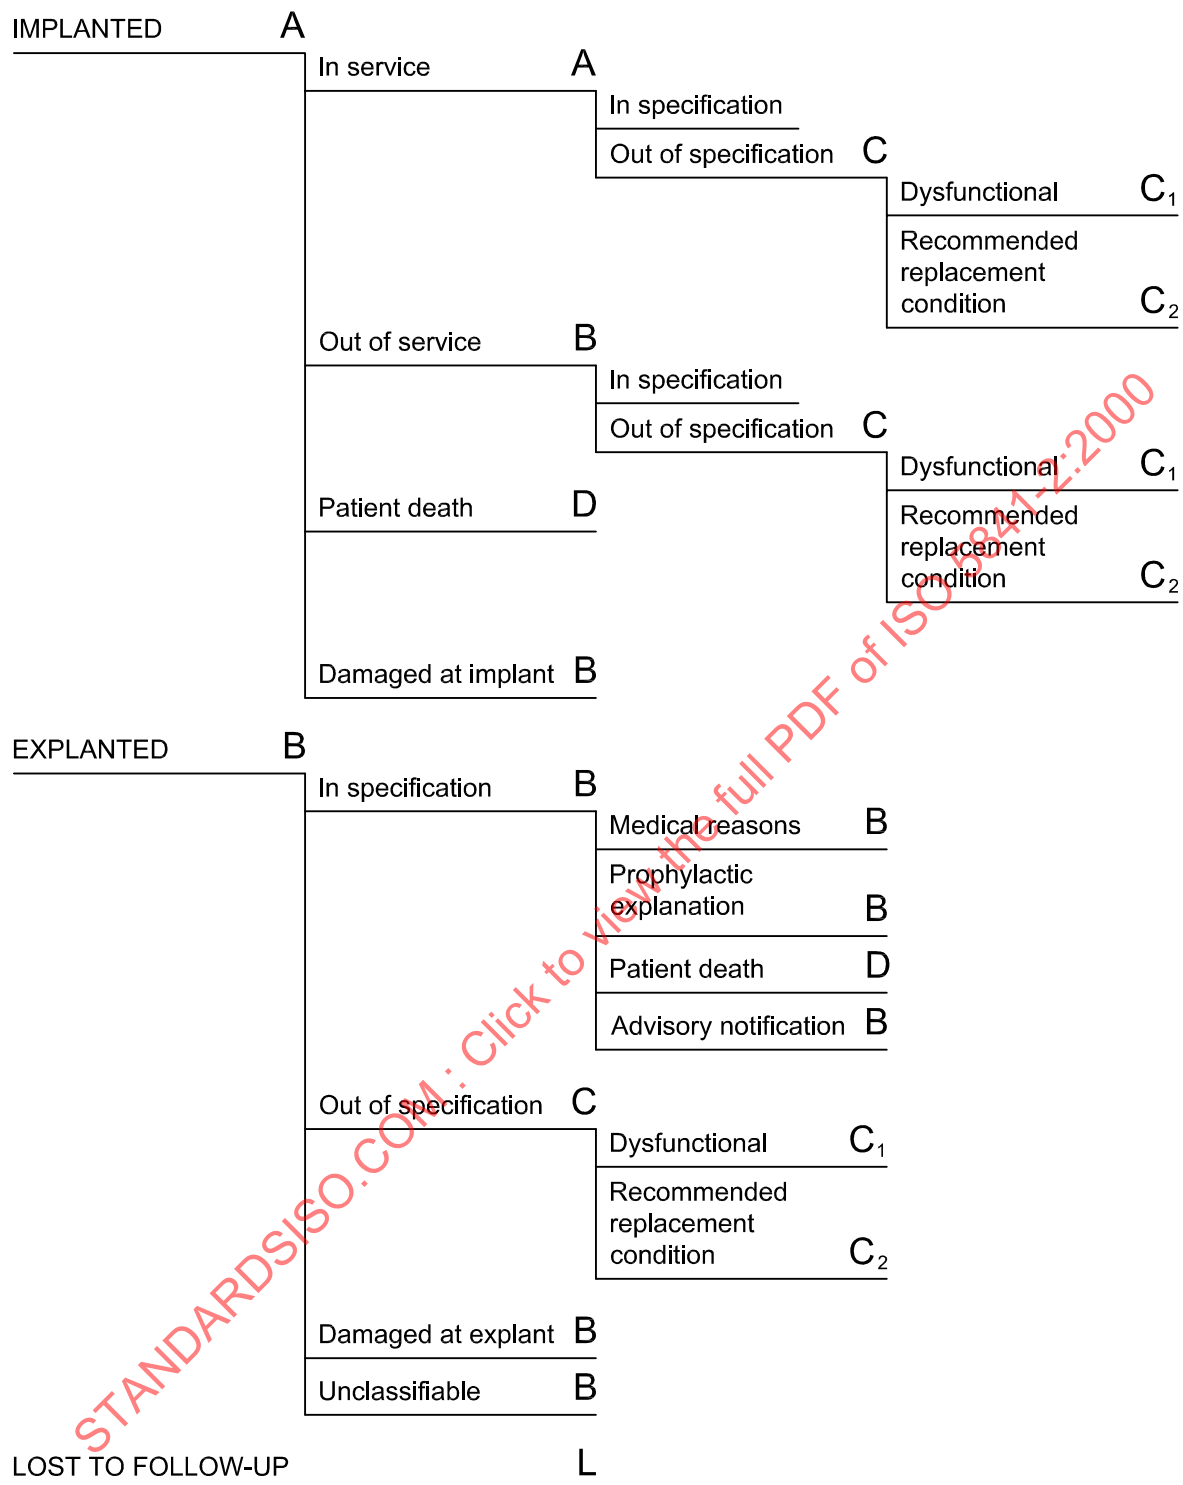 IMPLANTED A
In service A
In specification
Out of specification C
Dysfunctional C₁
Recommended
replacement
condition C₂
Out of service B
In specification
Out of specification C
Dysfunctional C₁
Recommended
replacement
condition C₂
Patient death D
Damaged at implant B
EXPLANTED B
In specification B
Medical reasons B
Prophylactic
explanation B
Patient death D
Advisory notification B
Out of specification C
Dysfunctional C₁
Recommended
replacement
condition C₂
Damaged at explant B
Unclassifiable B
LOST TO FOLLOW-UP L
STANDARDSISO.COM : Click to view the full PDF of ISO 5841-2:2000